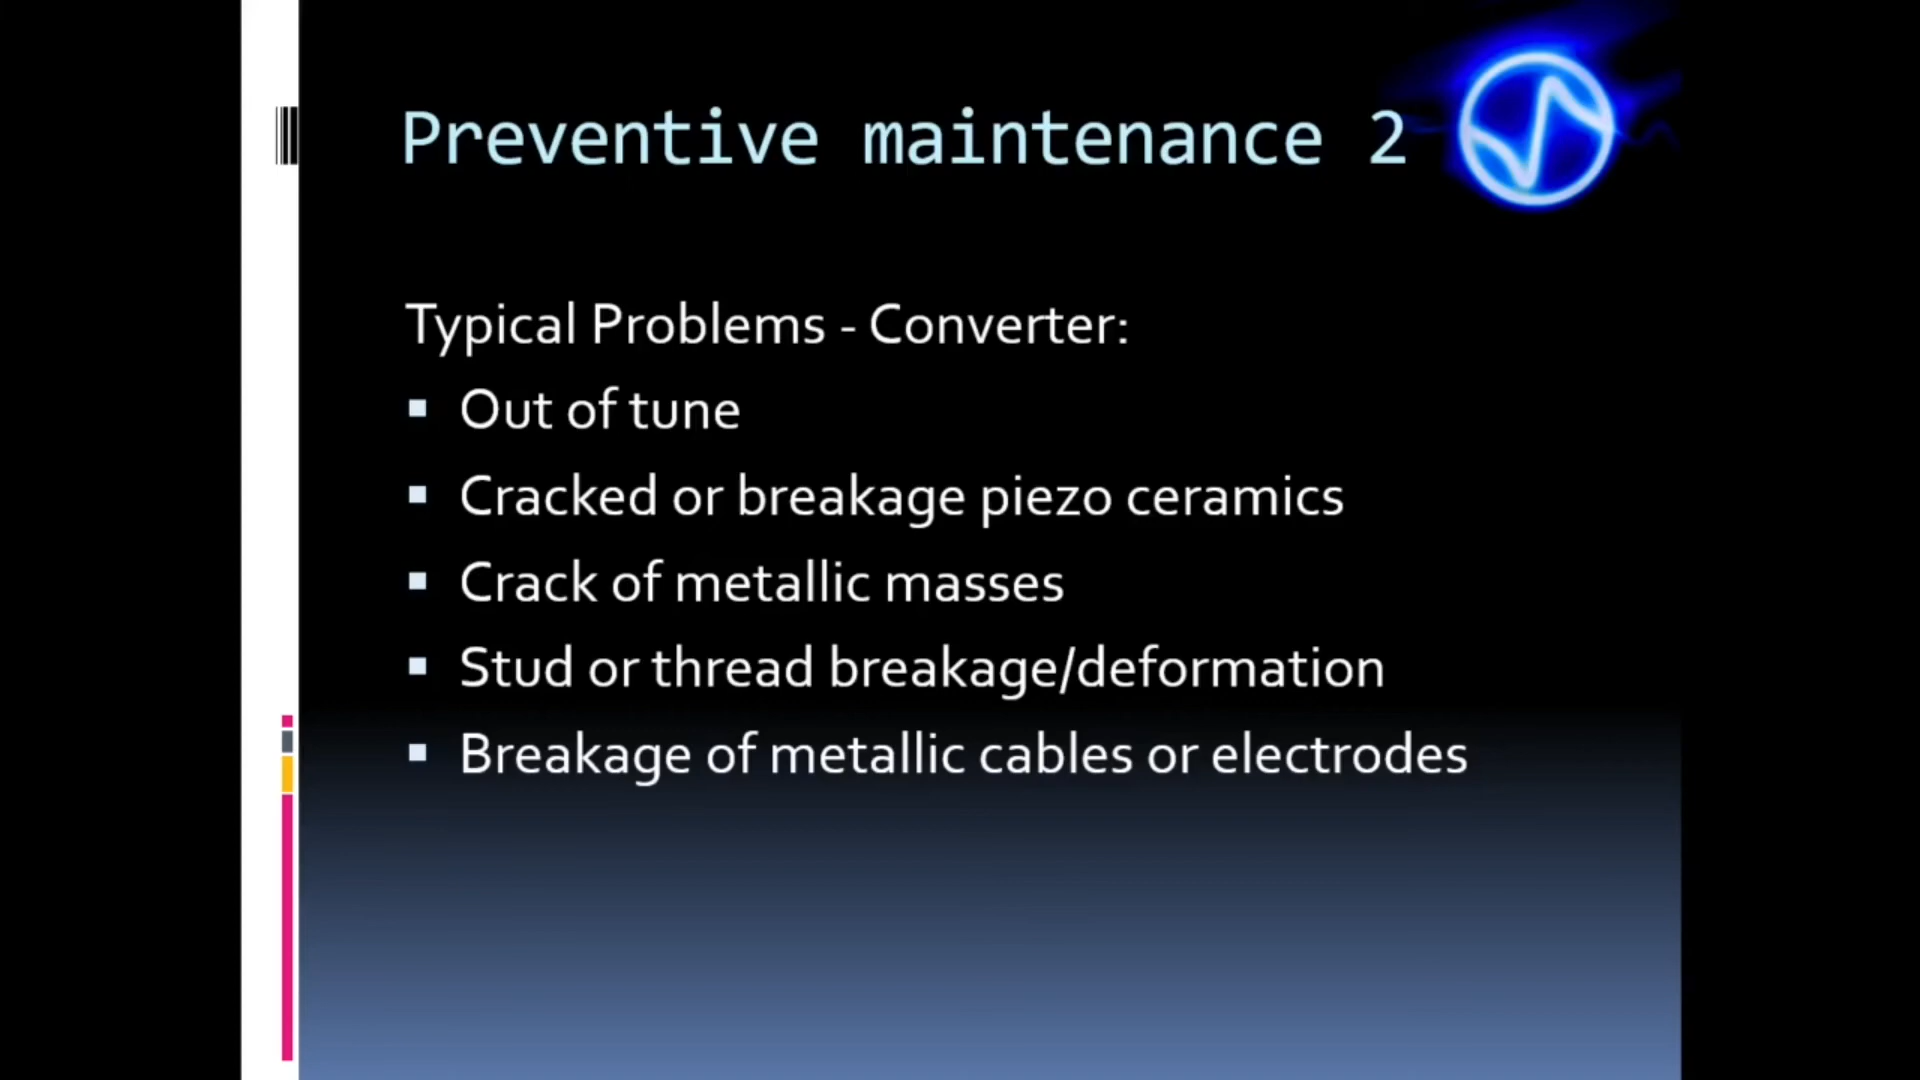 Preventive maintenance 2
Typical Problems - Converter:
Out of tune
Cracked or breakage piezo ceramics
Crack of metallic masses
Stud or thread breakage/deformation
Breakage of metallic cables or electrodes